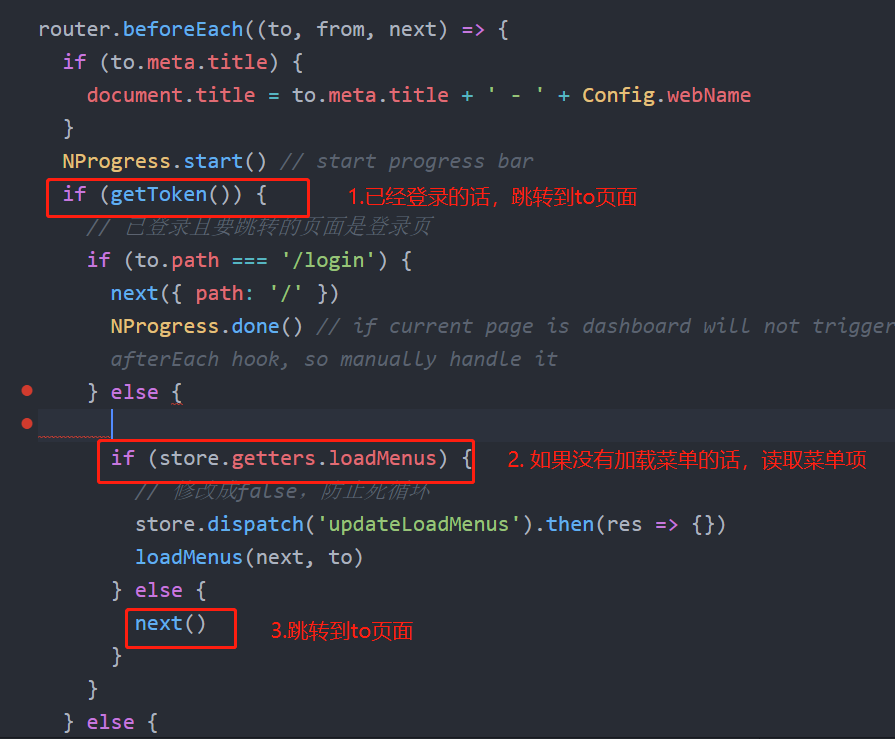 router.beforeEach((to, from, next) => {
if (to.meta.title) {
document.title = to.meta.title + ' - ' + Config.webName
}
NProgress.start() // start progress bar
if (getToken()) { 1.已经登录的话，跳转到to页面
// 已登录且要跳转的页面是登录页
if (to.path === '/login') {
next({ path: '/' })
NProgress.done() // if current page is dashboard will not trigger
afterEach hook, so manually handle it
} else {
if (store.getters.loadMenus) { 2. 如果没有加载菜单的话，读取菜单项
// 修改成false，防止死循环
store.dispatch('updateLoadMenus').then(res => {})
loadMenus(next, to)
} else {
next() 3.跳转到to页面
}
}
} else {